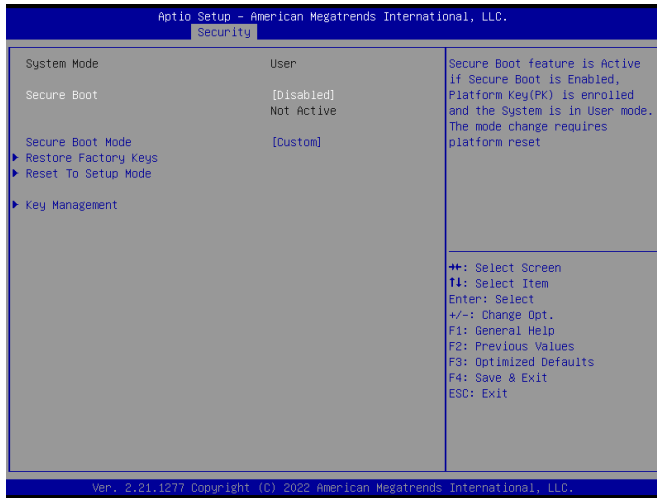 Aptio Setup – American Megatrends International, LLC.
Security
System Mode User
Secure Boot [Disabled]
Not Active
Secure Boot Mode [Custom]
Restore Factory Keys
Reset To Setup Mode
Key Management
Secure Boot feature is Active
if Secure Boot is Enabled,
Platform Key(PK) is enrolled
and the System is in User mode.
The mode change requires
platform reset
→←: Select Screen
↑↓: Select Item
Enter: Select
+/-: Change Opt.
F1: General Help
F2: Previous Values
F3: Optimized Defaults
F4: Save & Exit
ESC: Exit
Ver. 2.21.1277 Copyright (C) 2022 American Megatrends International, LLC.